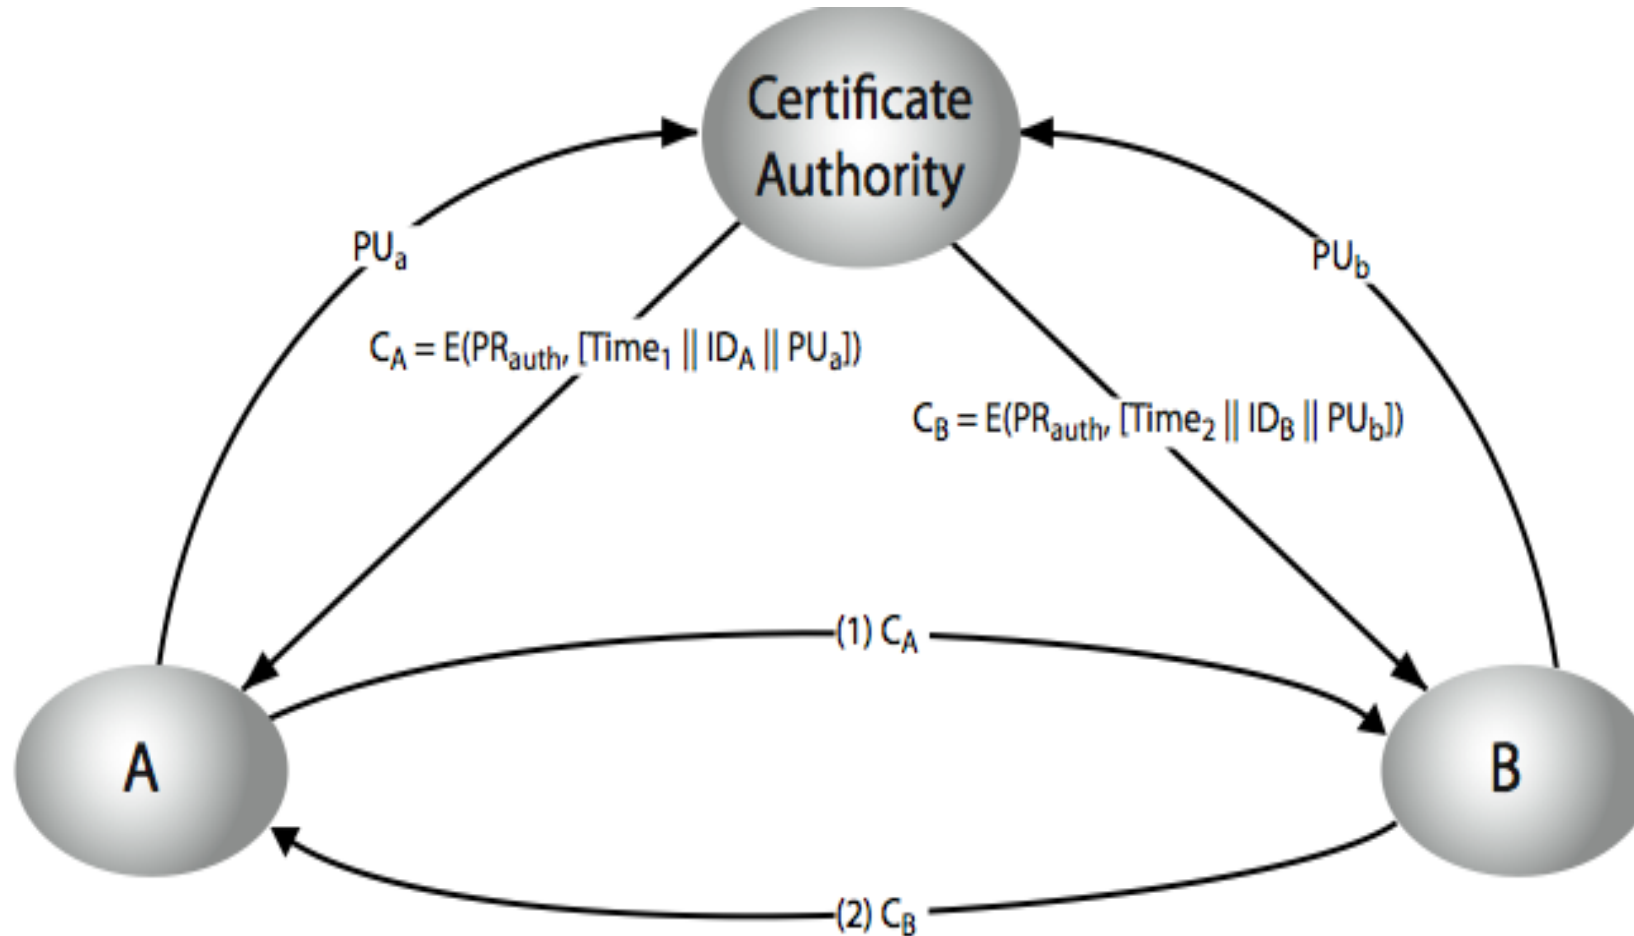 Certificate
Authority
PUa
PUb
CA = E(PRauth, [Time1 || IDA || PUa])
CB = E(PRauth, [Time2 || IDB || PUb])
(1) CA
A
B
(2) CB